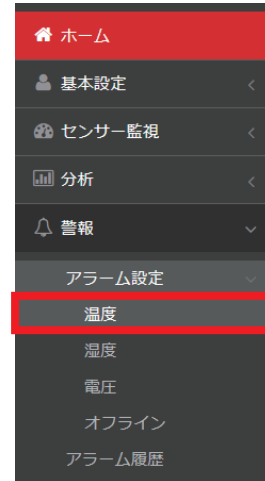 ホーム
基本設定
センサー監視
分析
警報
アラーム設定
温度
湿度
電圧
オフライン
アラーム履歴